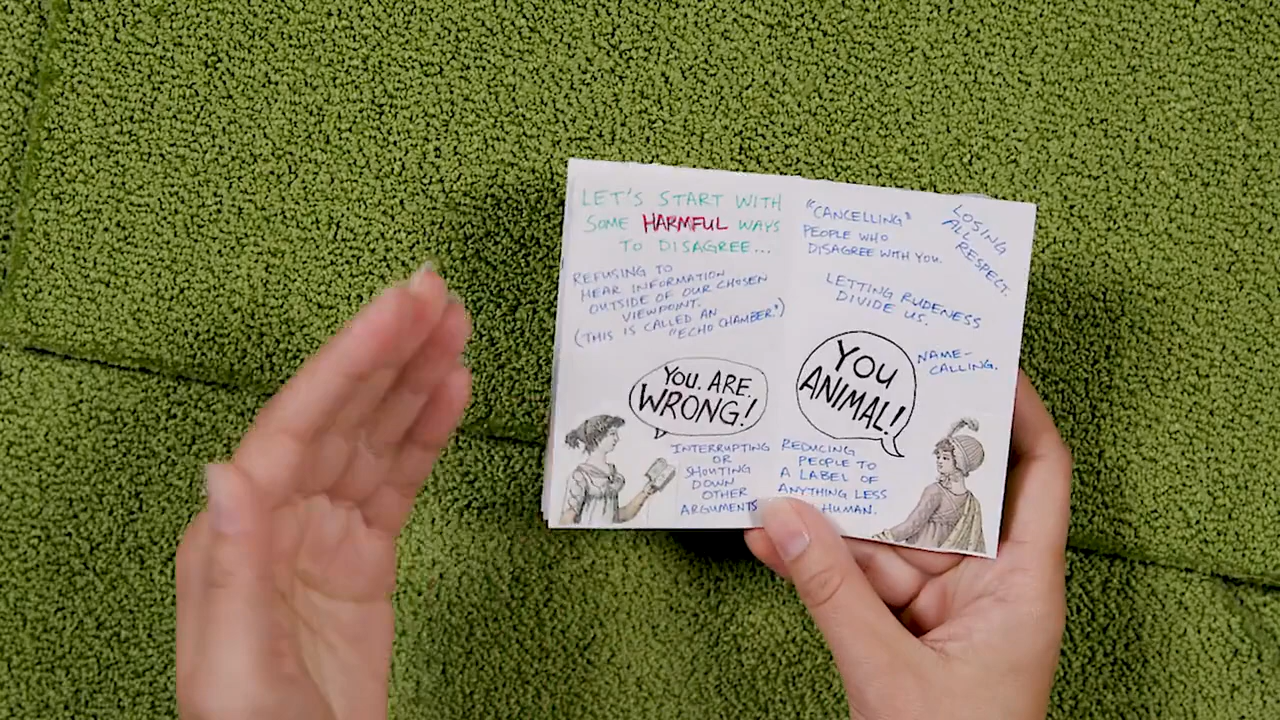 LET'S START WITH
SOME HARMFUL WAYS
TO DISAGREE...
REFUSING TO
HEAR INFORMATION
OUTSIDE OF OUR CHOSEN
VIEWPOINT.
(THIS IS CALLED AN
"ECHO CHAMBER")
YOU. ARE.
WRONG!
INTERRUPTING
OR
SHOUTING
DOWN
OTHER
ARGUMENTS
"CANCELLING"
PEOPLE WHO
DISAGREE WITH YOU.
LOSING
ALL
RESPECT.
LETTING RUDENESS
DIVIDE US.
YOU
ANIMAL!
NAME-
CALLING.
REDUCING
PEOPLE TO
A LABEL OF
ANYTHING LESS
HUMAN.